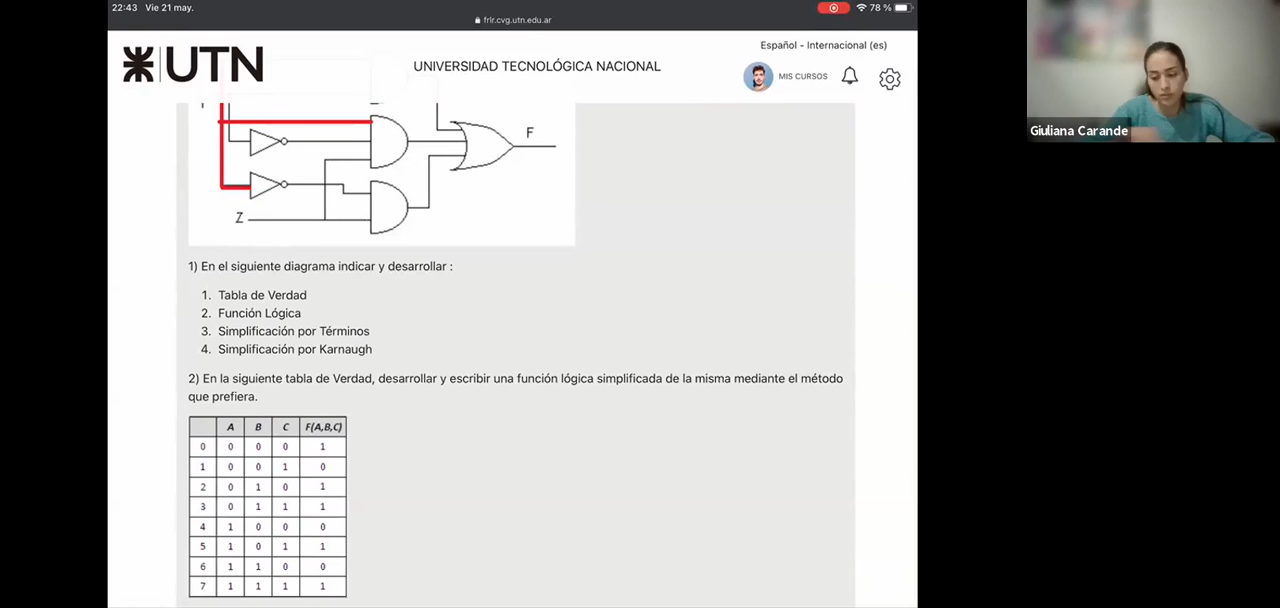 22:43 Vie 21 may.
78 %
frlr.cvg.utn.edu.ar
Español - Internacional (es)
UTN
UNIVERSIDAD TECNOLÓGICA NACIONAL
MIS CURSOS
F
Z
Giuliana Carande
1) En el siguiente diagrama indicar y desarrollar :
1. Tabla de Verdad
2. Función Lógica
3. Simplificación por Términos
4. Simplificación por Karnaugh
2) En la siguiente tabla de Verdad, desarrollar y escribir una función lógica simplificada de la misma mediante el método
que prefiera.
A B C F(A,B,C)
0 0 0 0 1
1 0 0 1 0
2 0 1 0 1
3 0 1 1 1
4 1 0 0 0
5 1 0 1 1
6 1 1 0 0
7 1 1 1 1